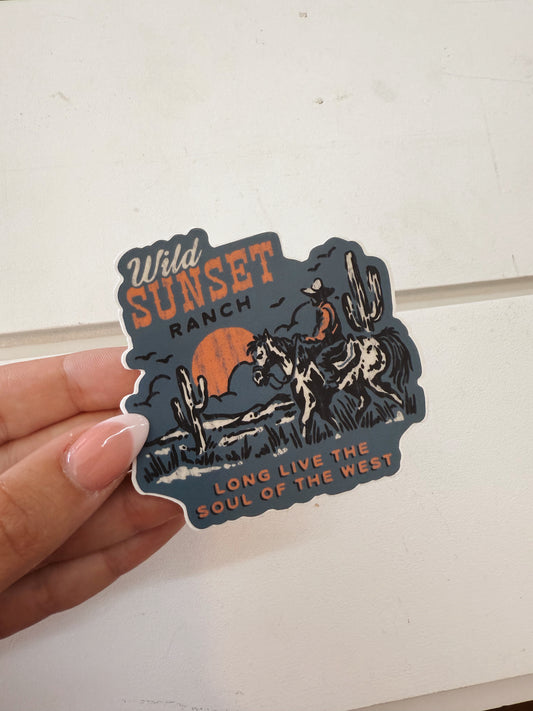 Wild
SUNSET
RANCH
LONG LIVE THE
SOUL OF THE WEST